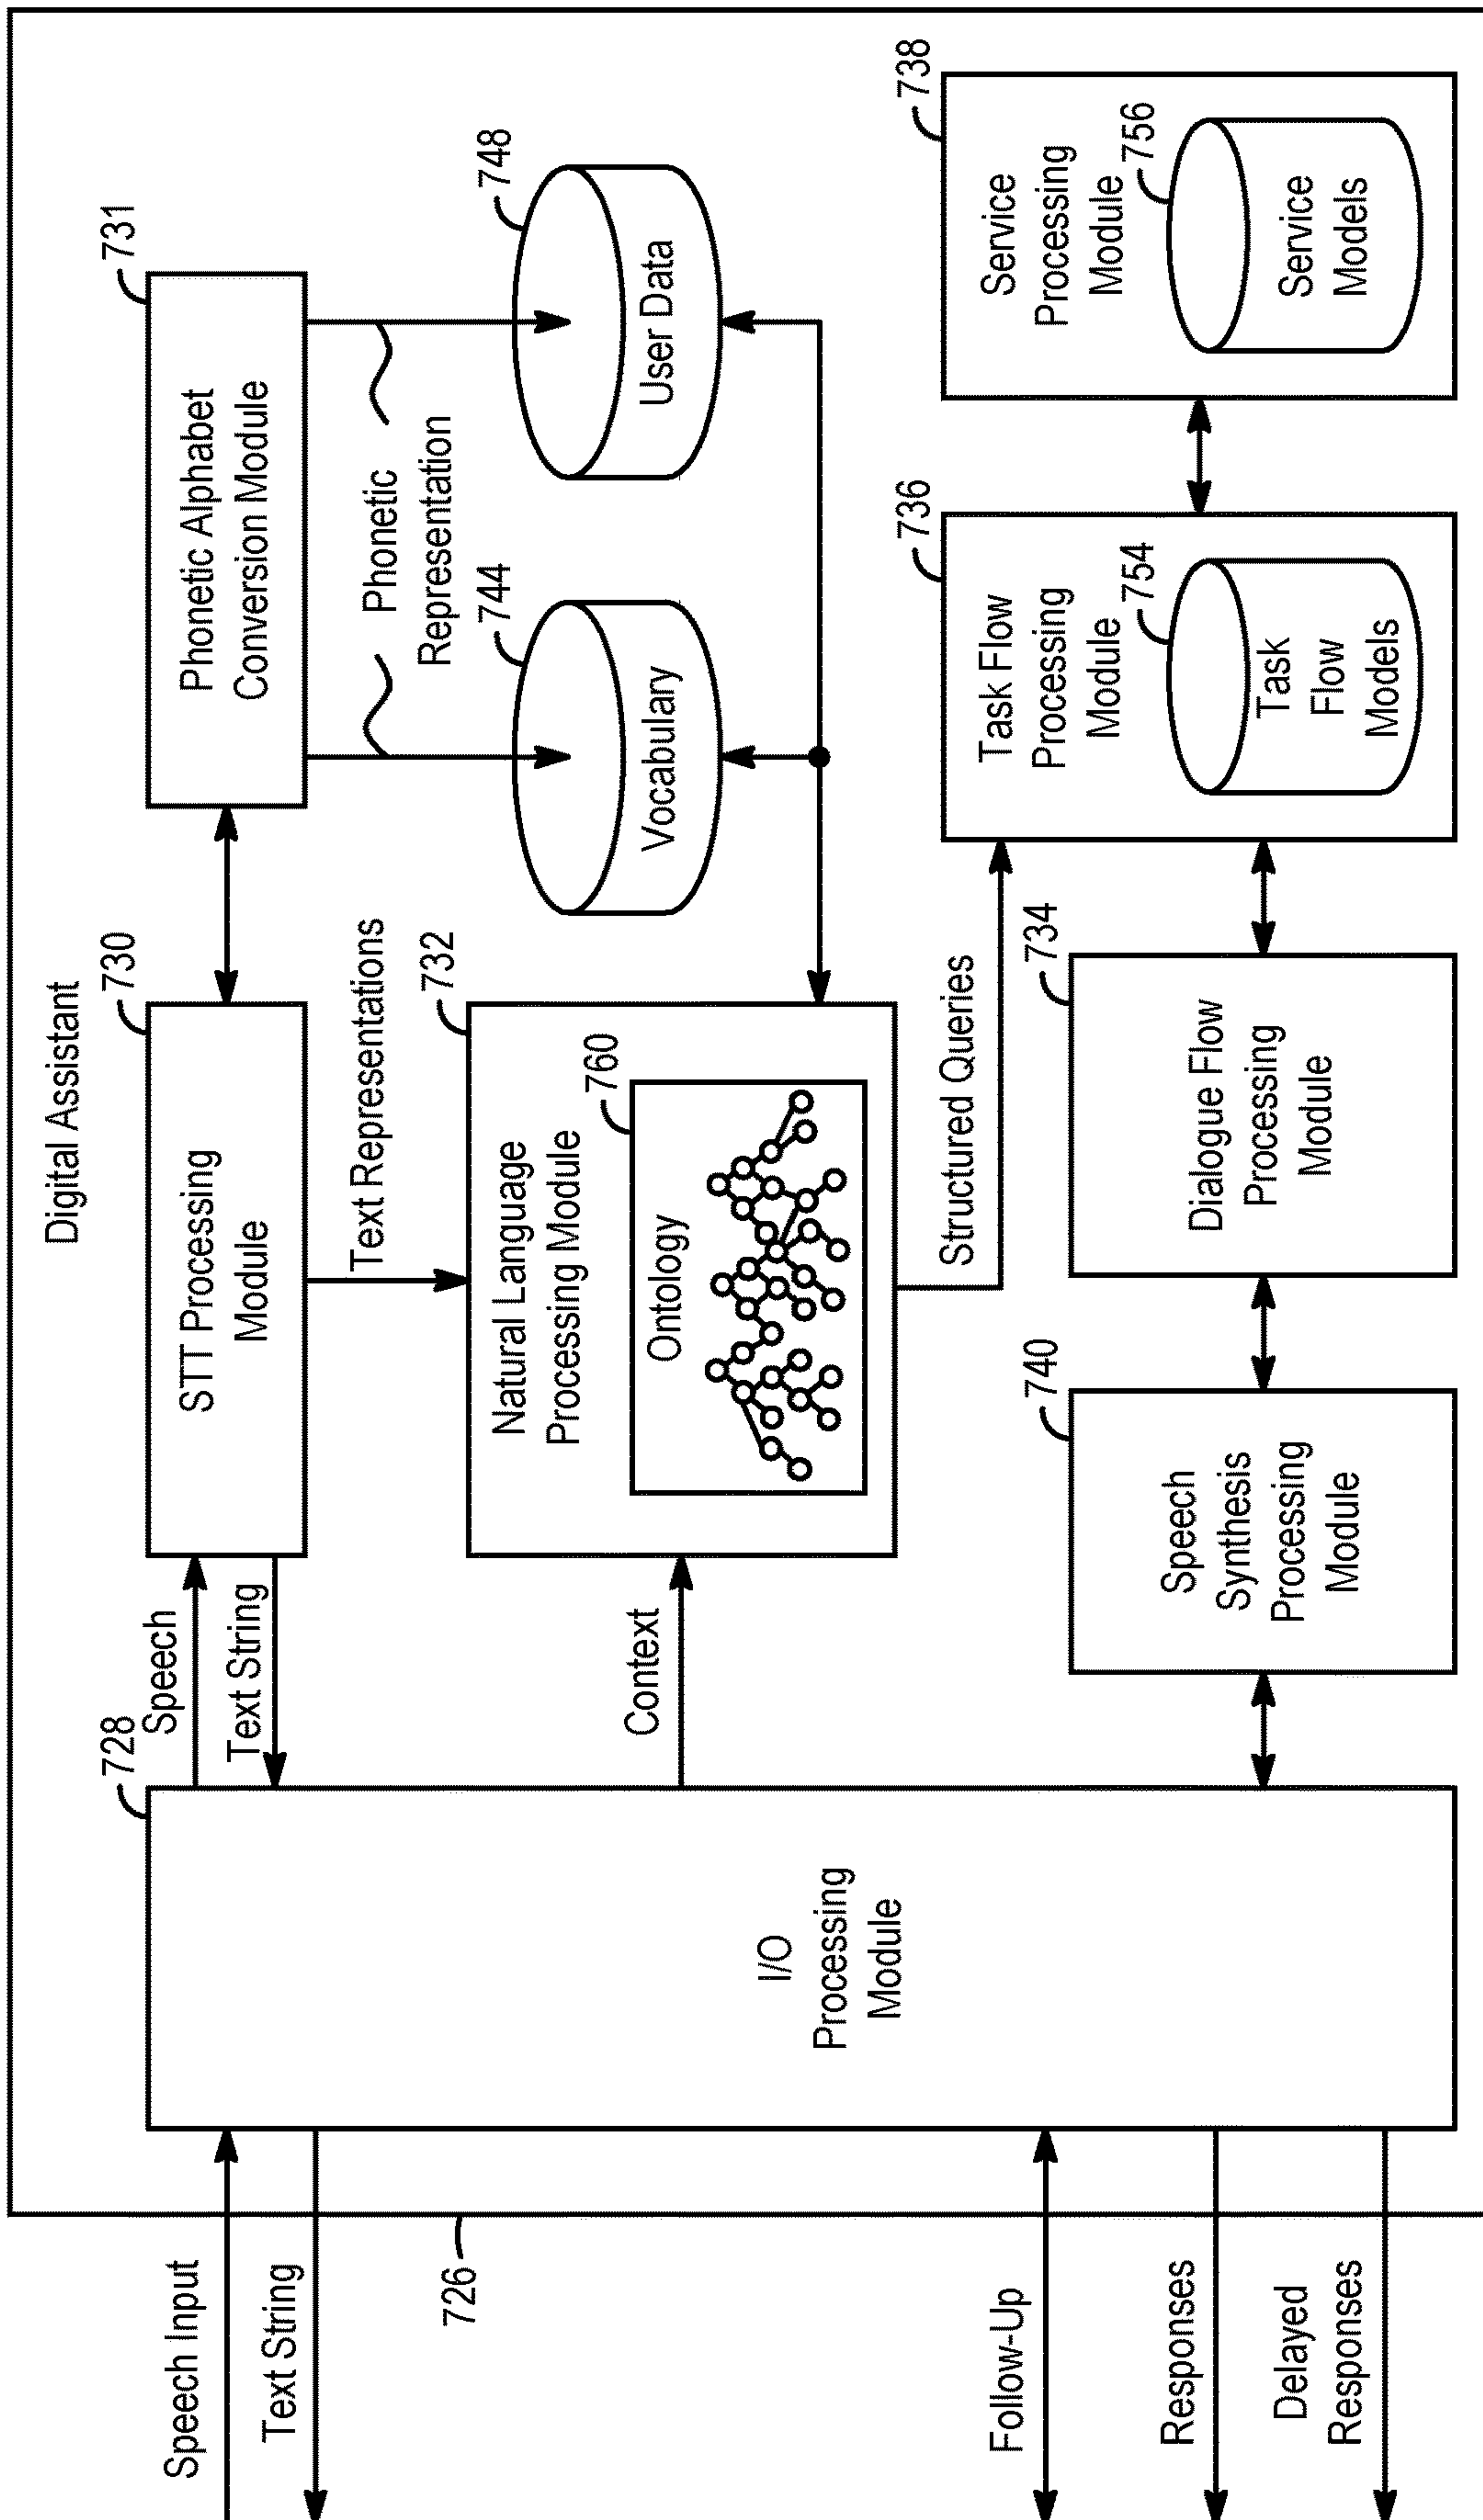 Digital Assistant
726
Speech Input
Text String
Follow-Up
Responses
Delayed
Responses
728
I/O
Processing
Module
Speech
Text String
Context
730
STT Processing
Module
731
Phonetic Alphabet
Conversion Module
Text Representations
Phonetic
Representation
732
Natural Language
Processing Module
760
Ontology
744
Vocabulary
748
User Data
Structured Queries
740
Speech
Synthesis
Processing
Module
734
Dialogue Flow
Processing
Module
736
Task Flow
Processing
Module
754
Task
Flow
Models
738
Service
Processing
Module
756
Service
Models